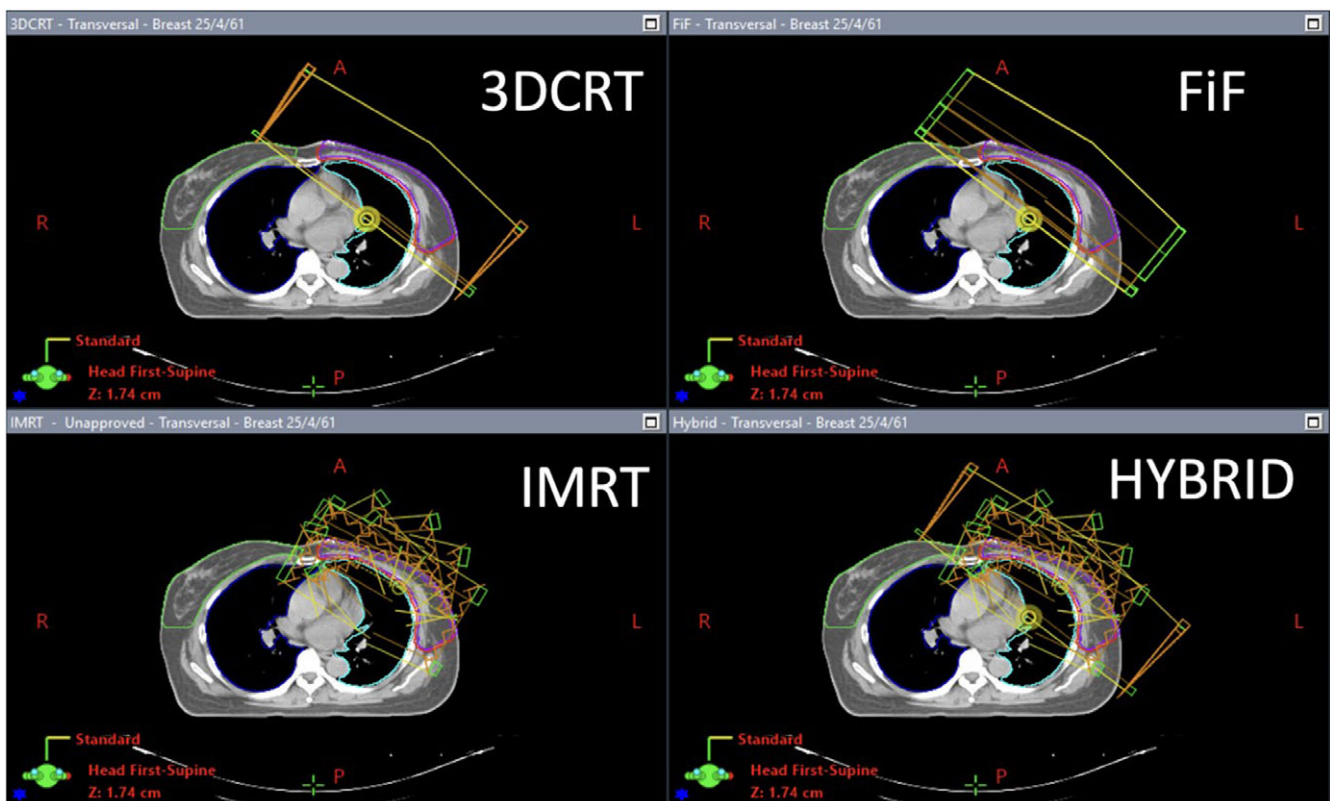 3DCRT - Transversal - Breast 25/4/61
A
3DCRT
R
L
Standard
Head First-Supine
Z: 1.74 cm
P
FiF - Transversal - Breast 25/4/61
A
FiF
R
L
Standard
Head First-Supine
Z: 1.74 cm
P
IMRT - Unapproved - Transversal - Breast 25/4/61
A
IMRT
R
L
Standard
Head First-Supine
Z: 1.74 cm
P
Hybrid - Transversal - Breast 25/4/61
A
HYBRID
R
L
Standard
Head First-Supine
Z: 1.74 cm
P